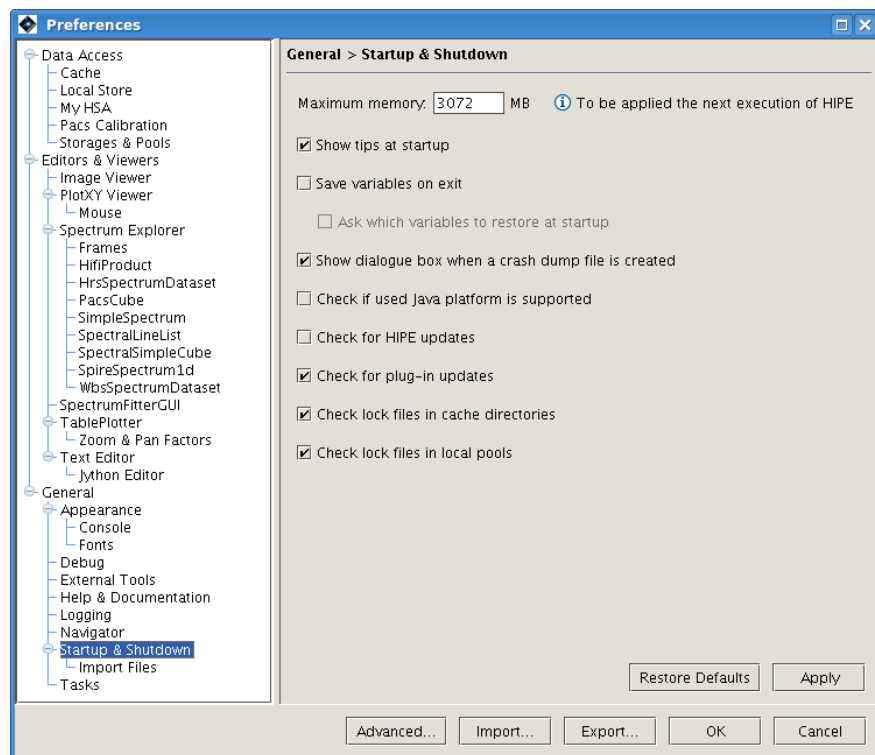 Preferences
Data Access
Cache
Local Store
My HSA
Pacs Calibration
Storages & Pools
Editors & Viewers
Image Viewer
PlotXY Viewer
Mouse
Spectrum Explorer
Frames
HifiProduct
HrsSpectrumDataset
PacsCube
SimpleSpectrum
SpectralLineList
SpectralSimpleCube
SpireSpectrum1d
WbsSpectrumDataset
SpectrumFitterGUI
TablePlotter
Zoom & Pan Factors
Text Editor
Jython Editor
General
Appearance
Console
Fonts
Debug
External Tools
Help & Documentation
Logging
Navigator
Startup & Shutdown
Import Files
Tasks
General > Startup & Shutdown
Maximum memory: 3072 MB To be applied the next execution of HIPE
Show tips at startup
Save variables on exit
Ask which variables to restore at startup
Show dialogue box when a crash dump file is created
Check if used Java platform is supported
Check for HIPE updates
Check for plug-in updates
Check lock files in cache directories
Check lock files in local pools
Restore Defaults Apply
Advanced... Import... Export... OK Cancel